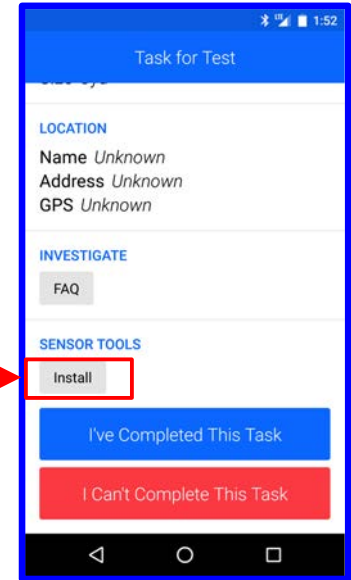 1:52
Task for Test
LOCATION
Name Unknown
Address Unknown
GPS Unknown
INVESTIGATE
FAQ
SENSOR TOOLS
Install
I've Completed This Task
I Can't Complete This Task